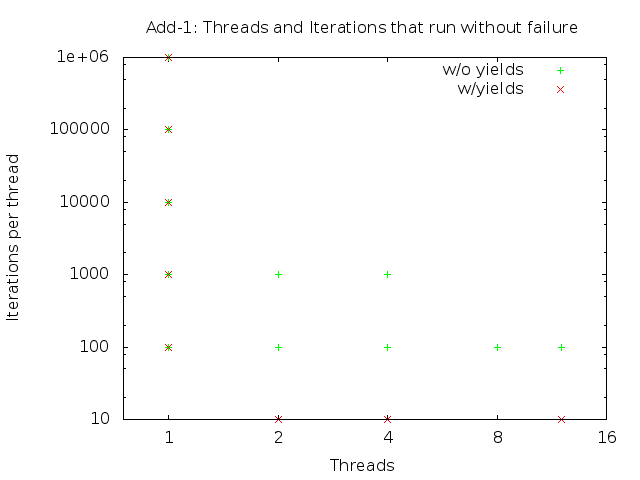 Add-1: Threads and Iterations that run without failure
1e+06
100000
10000
1000
100
10
Iterations per thread
w/o yields
w/yields
1 2 4 8 16
Threads